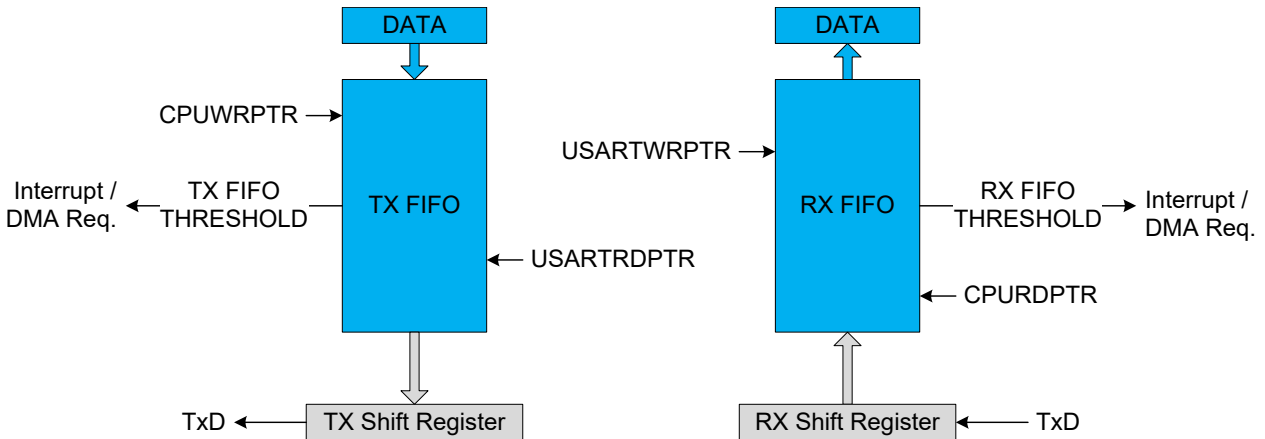 DATA
CPUWRPTR
Interrupt /
DMA Req.
TX FIFO
THRESHOLD
TX FIFO
USARTRDPTR
TX Shift Register
TxD
DATA
USARTWRPTR
RX FIFO
RX FIFO
THRESHOLD
Interrupt /
DMA Req.
CPURDPTR
RX Shift Register
TxD